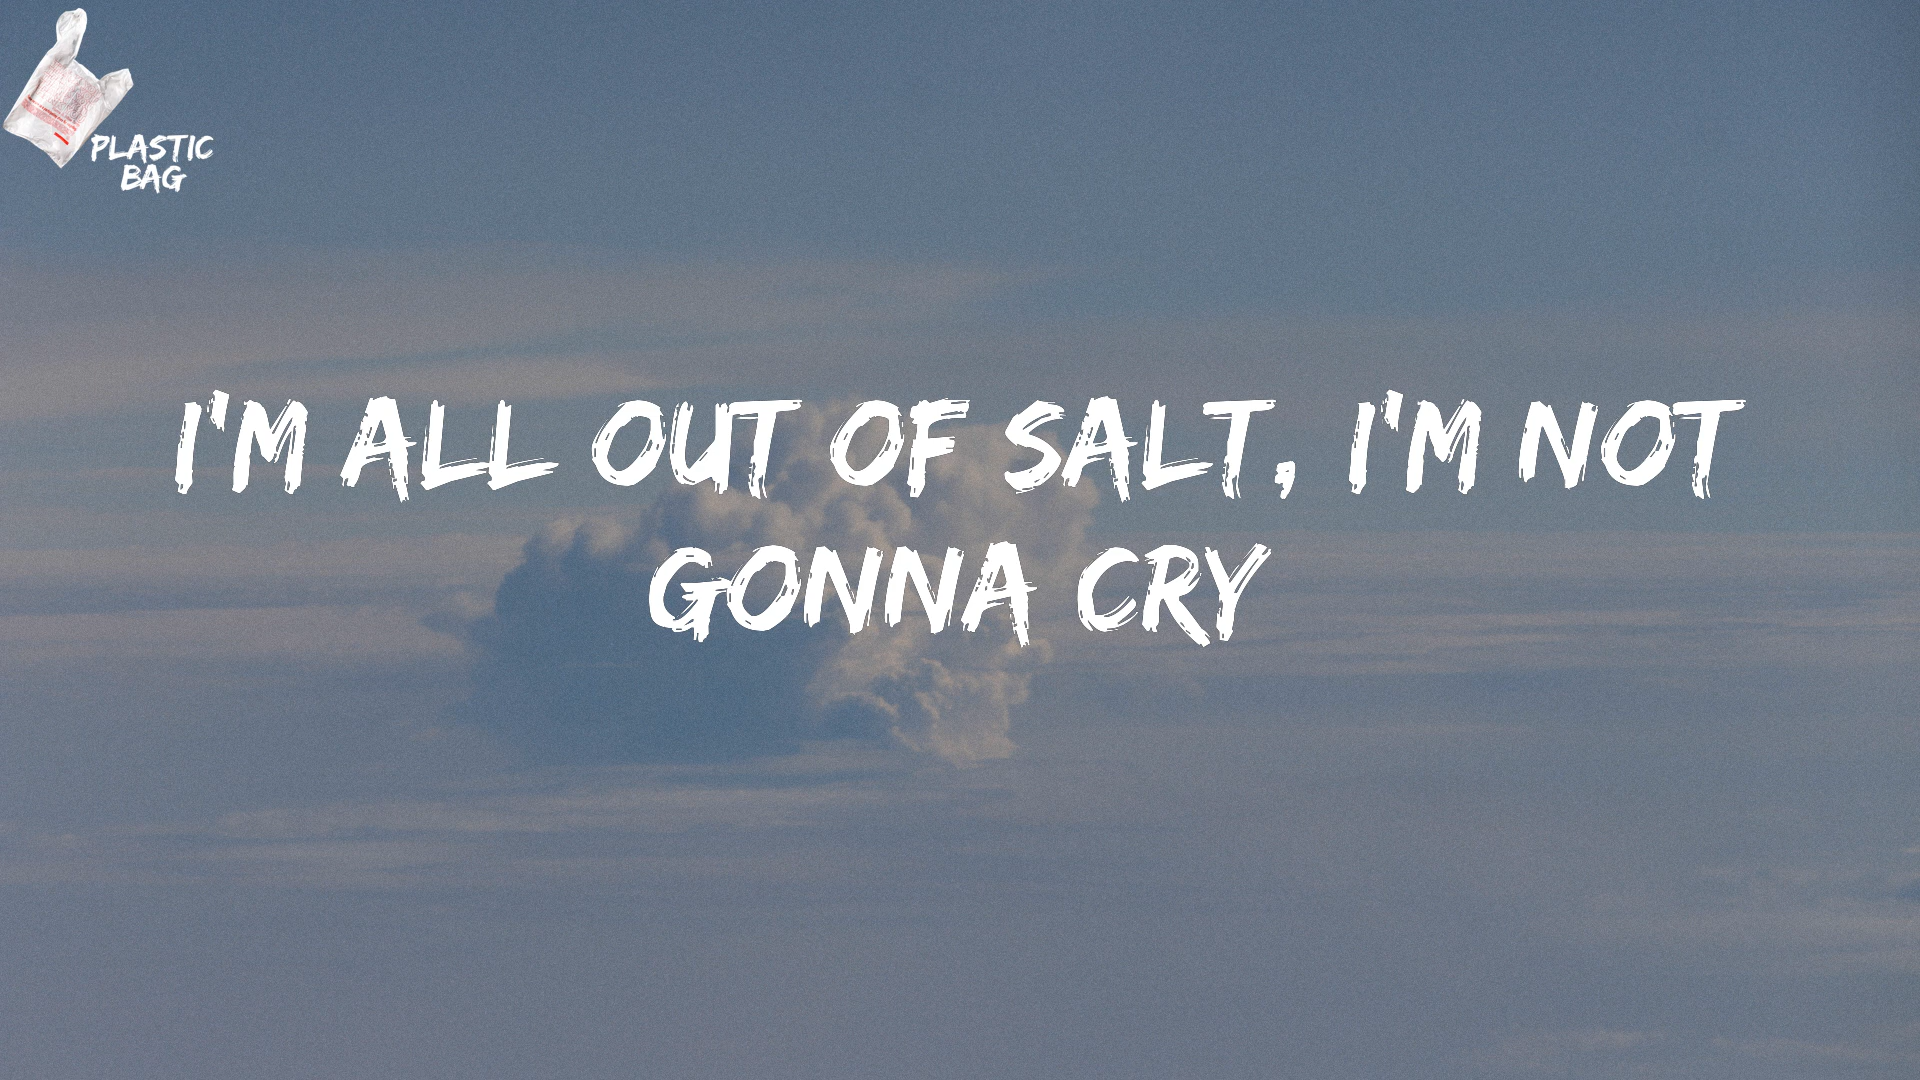 PLASTIC
BAG
I'M ALL OUT OF SALT, I'M NOT
GONNA CRY